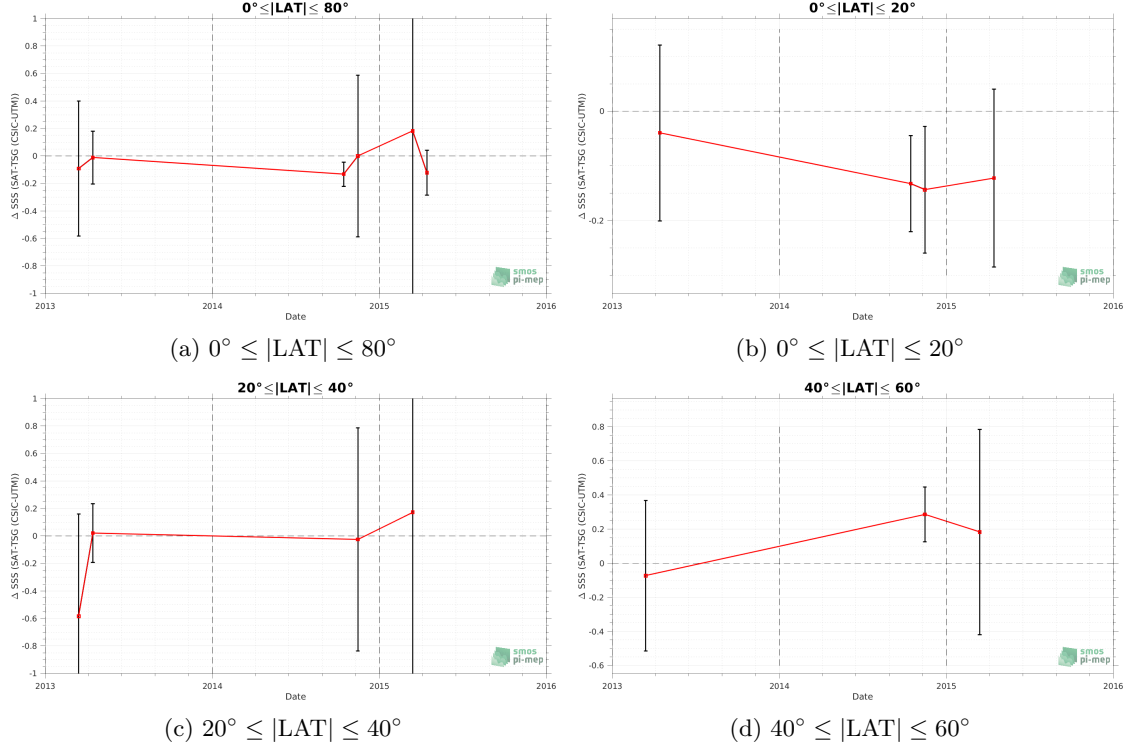 0°≤|LAT|≤ 80°
1
0.8
0.6
0.4
0.2
0
-0.2
-0.4
-0.6
-0.8
-1
Δ SSS (SAT-TSG (CSIC-UTM))
2013
2014
2015
2016
Date
smos
pi-mep
(a) 0° ≤ |LAT| ≤ 80°
0°≤|LAT|≤ 20°
0
-0.2
Δ SSS (SAT-TSG (CSIC-UTM))
2013
2014
2015
2016
Date
smos
pi-mep
(b) 0° ≤ |LAT| ≤ 20°
20°≤|LAT|≤ 40°
1
0.8
0.6
0.4
0.2
0
-0.2
-0.4
-0.6
-0.8
-1
Δ SSS (SAT-TSG (CSIC-UTM))
2013
2014
2015
2016
Date
smos
pi-mep
(c) 20° ≤ |LAT| ≤ 40°
40°≤|LAT|≤ 60°
0.8
0.6
0.4
0.2
0
-0.2
-0.4
-0.6
Δ SSS (SAT-TSG (CSIC-UTM))
2013
2014
2015
2016
Date
smos
pi-mep
(d) 40° ≤ |LAT| ≤ 60°